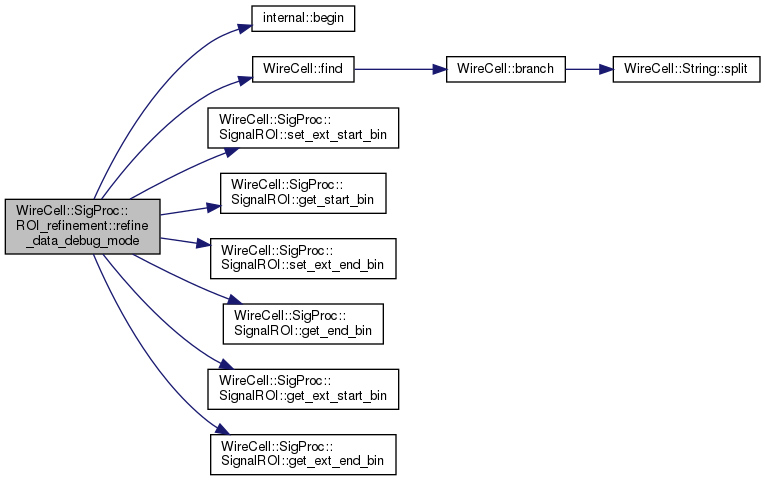 WireCell::SigProc::
ROI_refinement::refine
_data_debug_mode
internal::begin
WireCell::find
WireCell::branch
WireCell::String::split
WireCell::SigProc::
SignalROI::set_ext_start_bin
WireCell::SigProc::
SignalROI::get_start_bin
WireCell::SigProc::
SignalROI::set_ext_end_bin
WireCell::SigProc::
SignalROI::get_end_bin
WireCell::SigProc::
SignalROI::get_ext_start_bin
WireCell::SigProc::
SignalROI::get_ext_end_bin